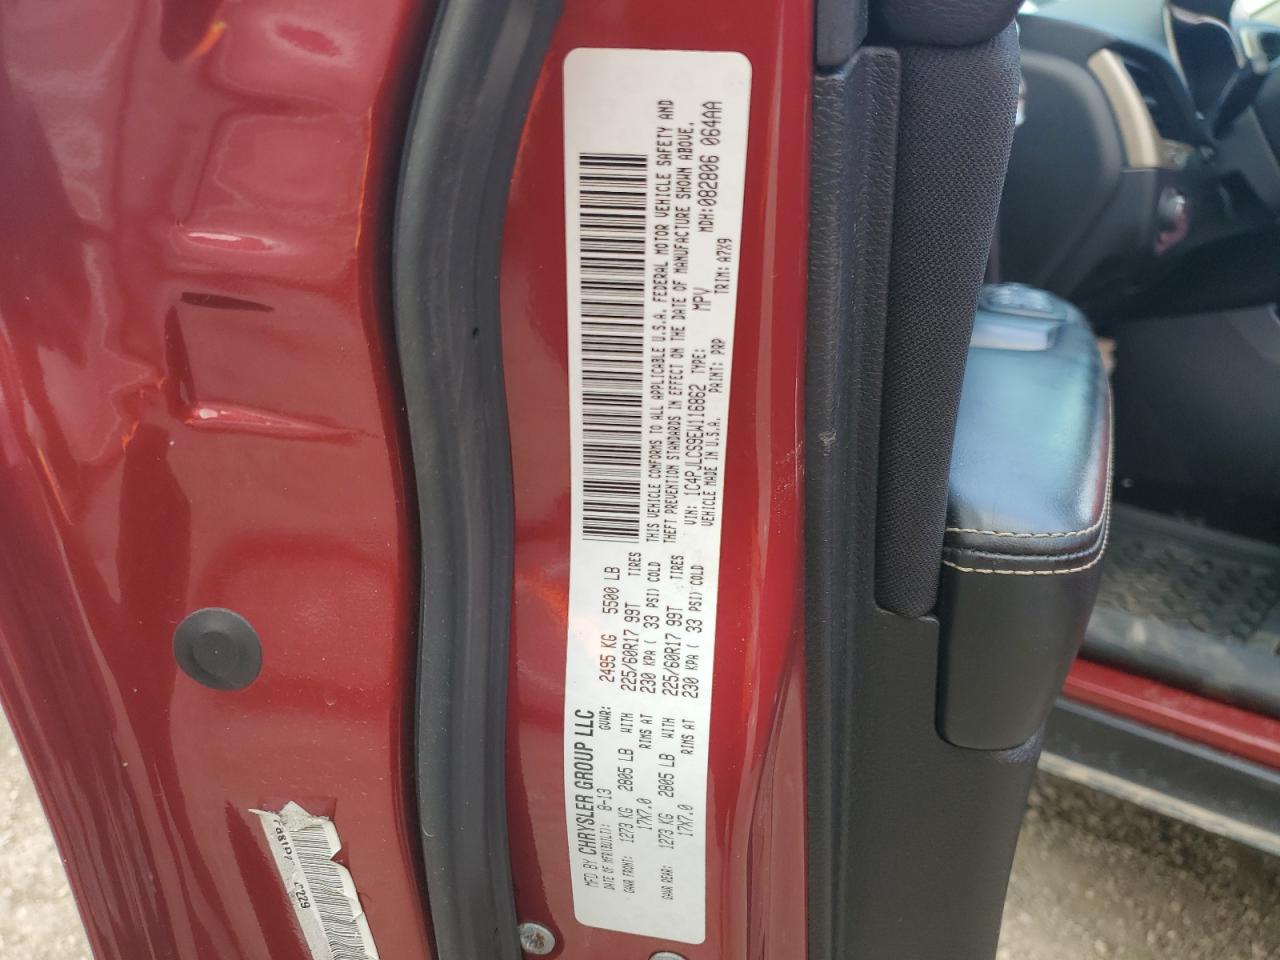 MFD BY CHRYSLER GROUP LLC
DATE OF MFR(BUILT): 8-13 GVWR: 2495 KG 5500 LB
GAWR FRONT: 1273 KG 2805 LB WITH 225/60R17 99T TIRES
17X7.0 RIMS AT 230 KPA ( 33 PSI) COLD
GAWR REAR: 1273 KG 2805 LB WITH 225/60R17 99T TIRES
17X7.0 RIMS AT 230 KPA ( 33 PSI) COLD
THIS VEHICLE CONFORMS TO ALL APPLICABLE U.S.A. FEDERAL MOTOR VEHICLE SAFETY AND
THEFT PREVENTION STANDARDS IN EFFECT ON THE DATE OF MANUFACTURE SHOWN ABOVE.
VIN: 1C4PJLCS9EW116862 TYPE: MPV MDH:082806 064AA
VEHICLE MADE IN U.S.A. PAINT: PRP TRIM: A7X9